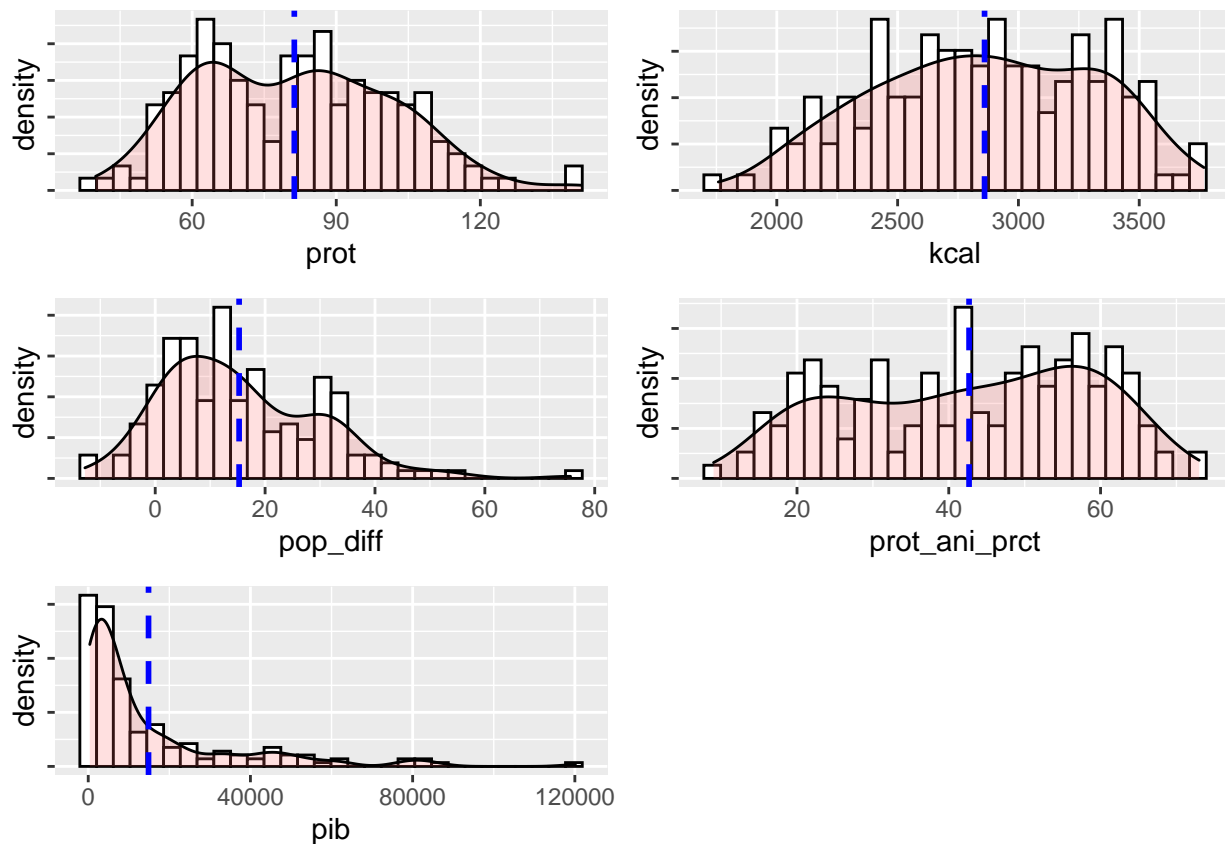 density
60 90 120
prot
density
2000 2500 3000 3500
kcal
density
0 20 40 60 80
pop_diff
density
20 40 60
prot_ani_prct
density
0 40000 80000 120000
pib